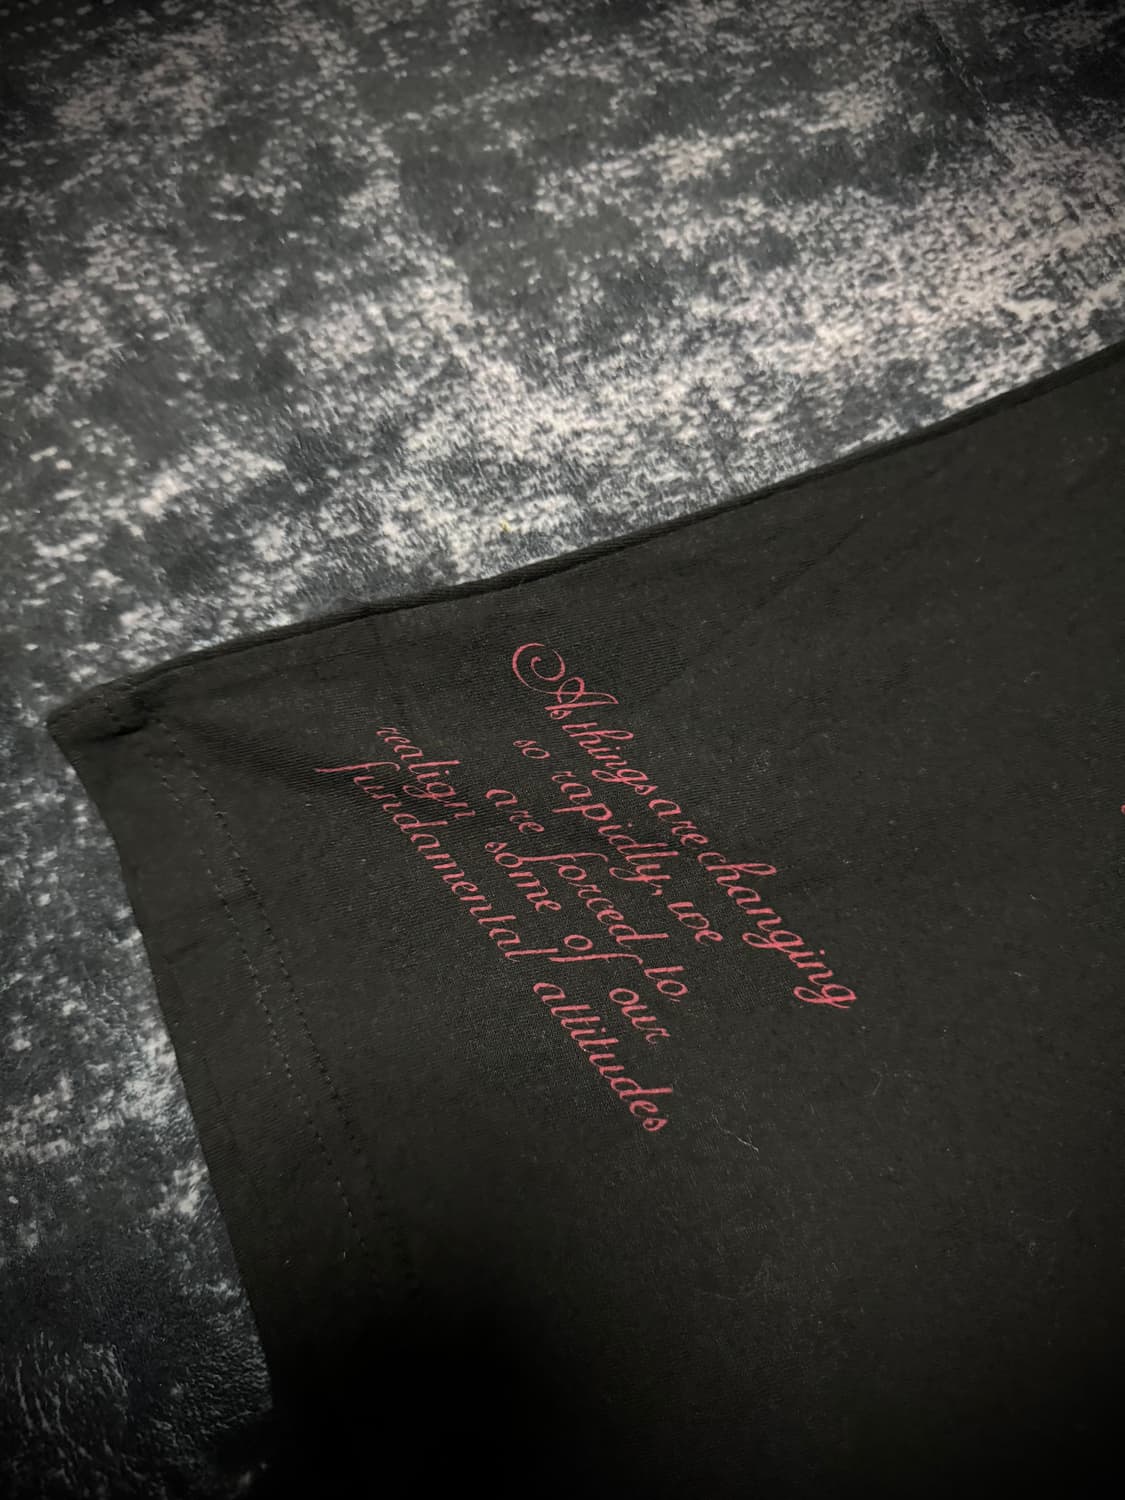 As things are changing
so rapidly, we
are forced to
realign some of our
fundamental attitudes